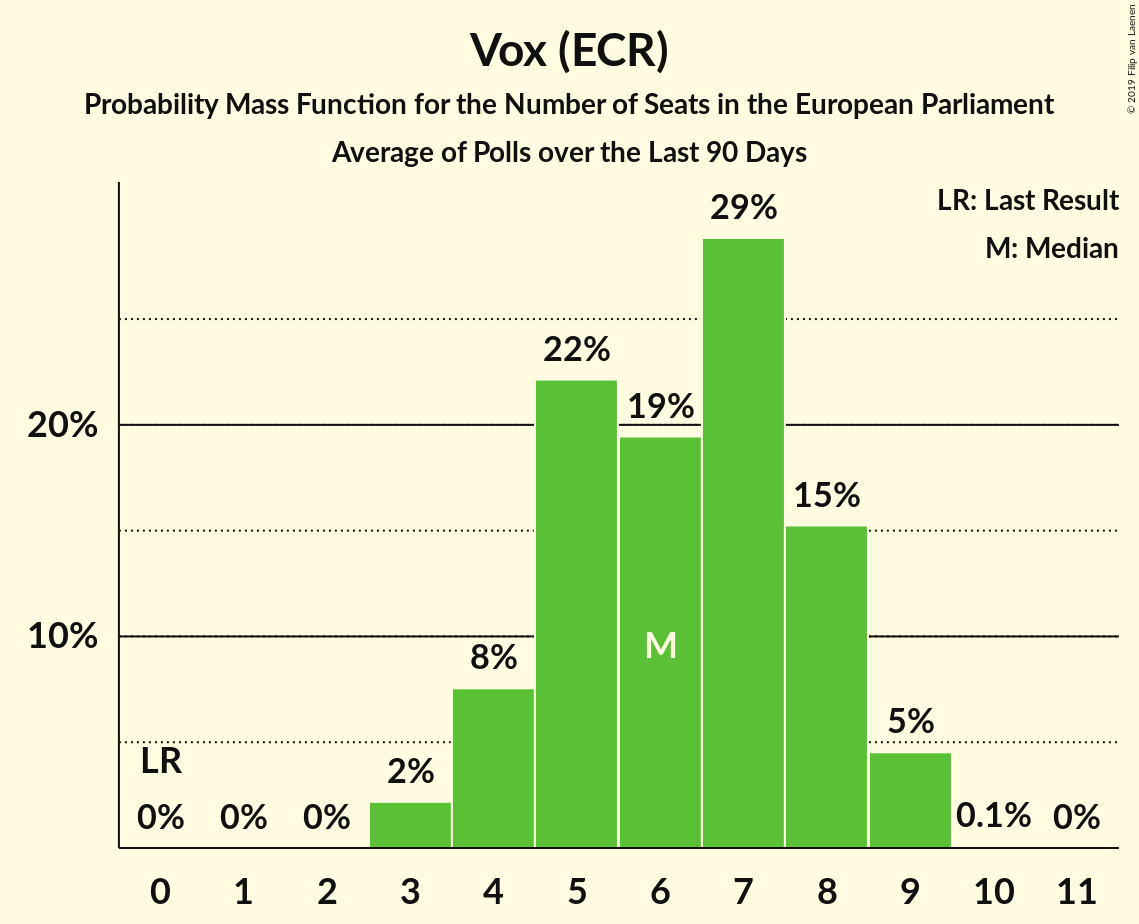 Vox (ECR)
Probability Mass Function for the Number of Seats in the European Parliament
Average of Polls over the Last 90 Days
© 2019 Filip van Laenen
LR: Last Result
M: Median
29%
22%
20%
19%
15%
10%
M
8%
5%
LR
2%
0% 0% 0% 0.1% 0%
0 1 2 3 4 5 6 7 8 9 10 11